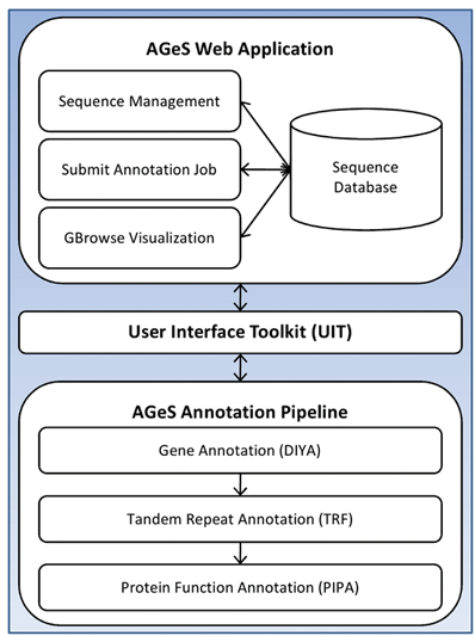 AGeS Web Application
Sequence Management
Submit Annotation Job
GBrowse Visualization
Sequence
Database
User Interface Toolkit (UIT)
AGeS Annotation Pipeline
Gene Annotation (DIYA)
Tandem Repeat Annotation (TRF)
Protein Function Annotation (PIPA)